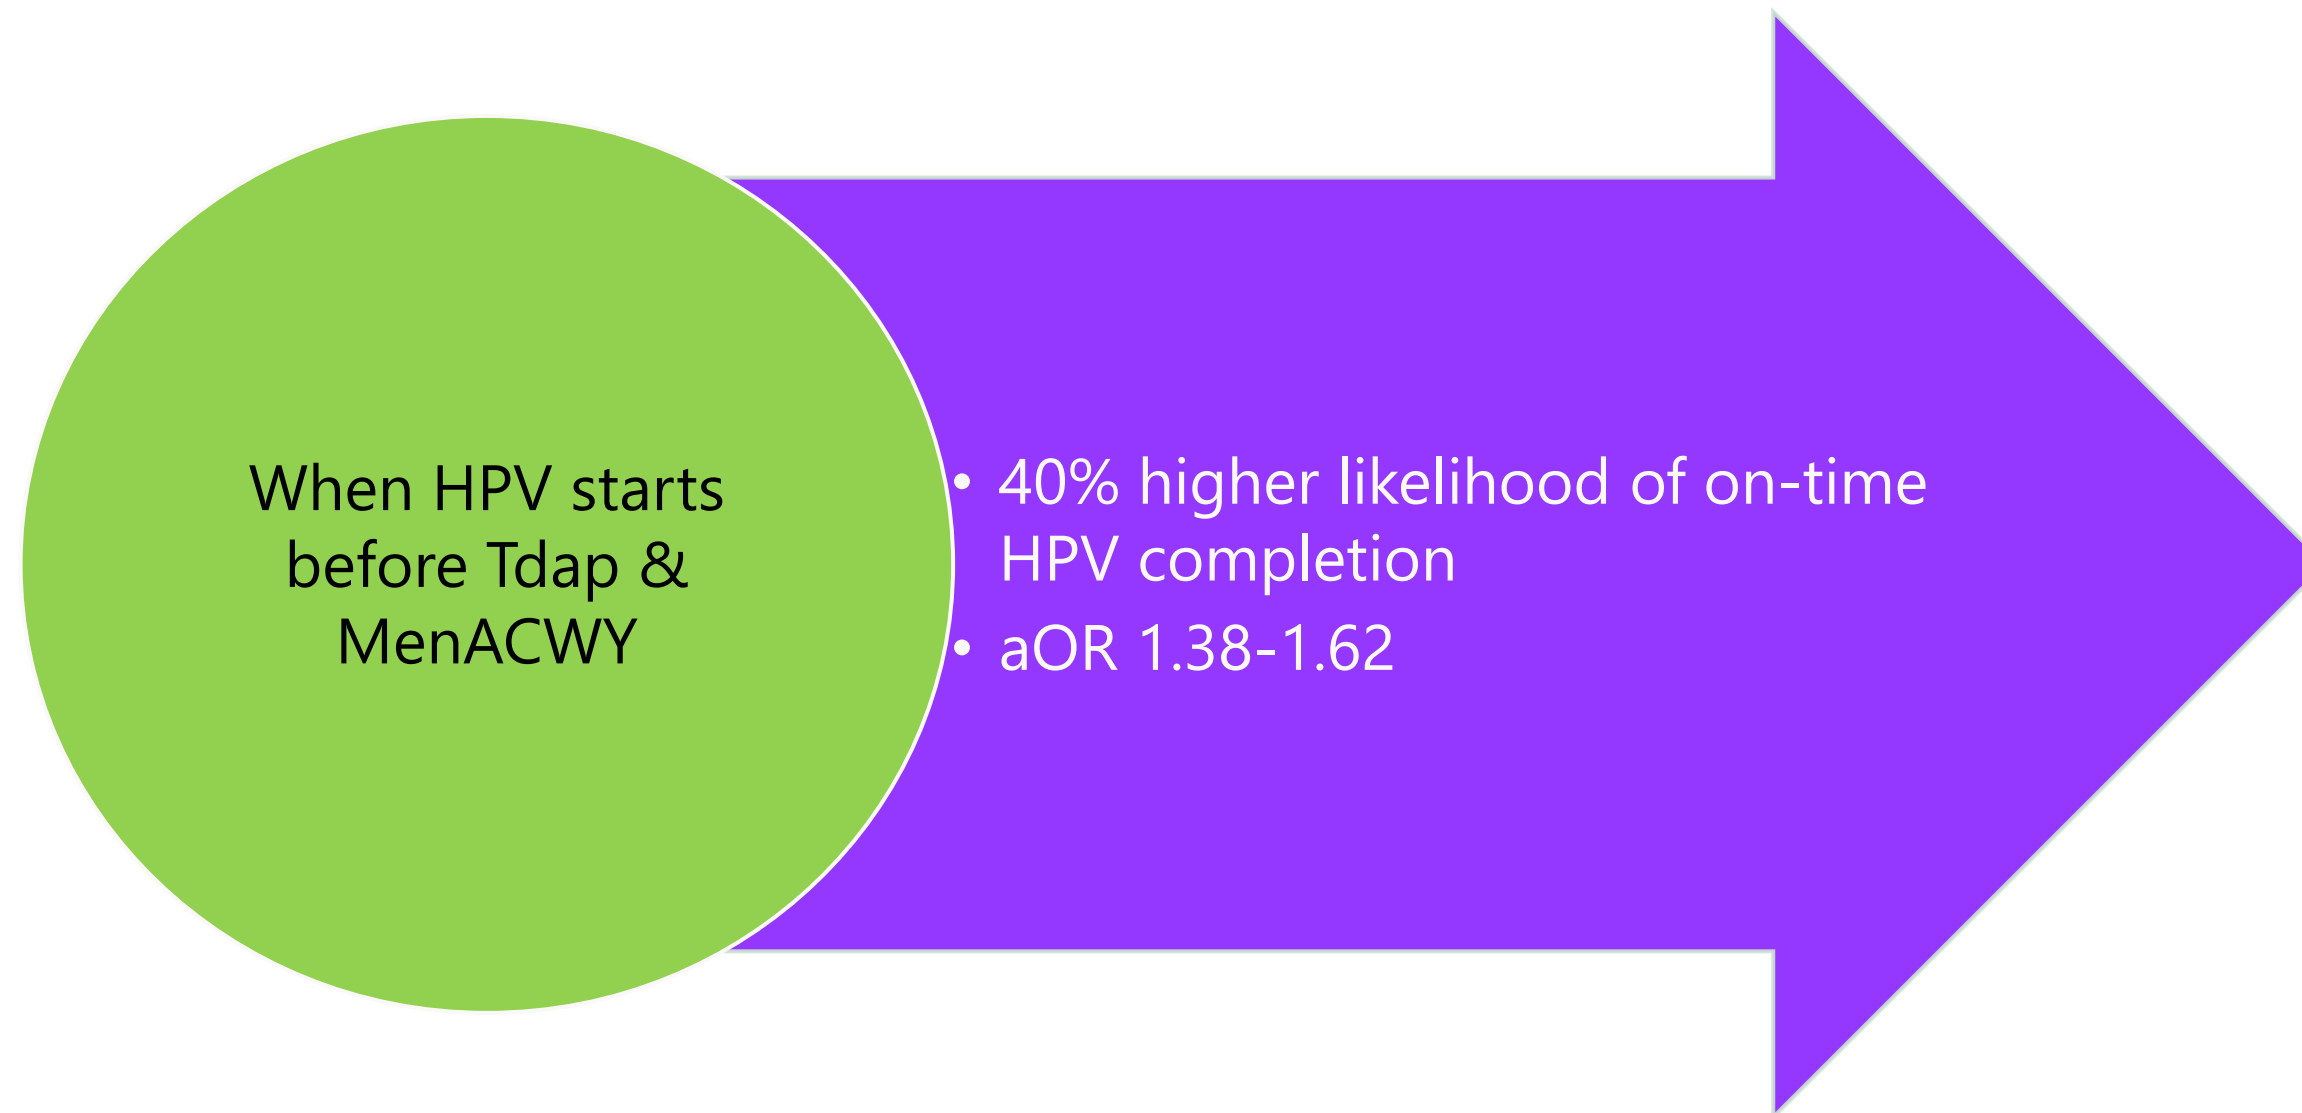 When HPV starts
before Tdap &
MenACWY
• 40% higher likelihood of on-time
HPV completion
• aOR 1.38-1.62